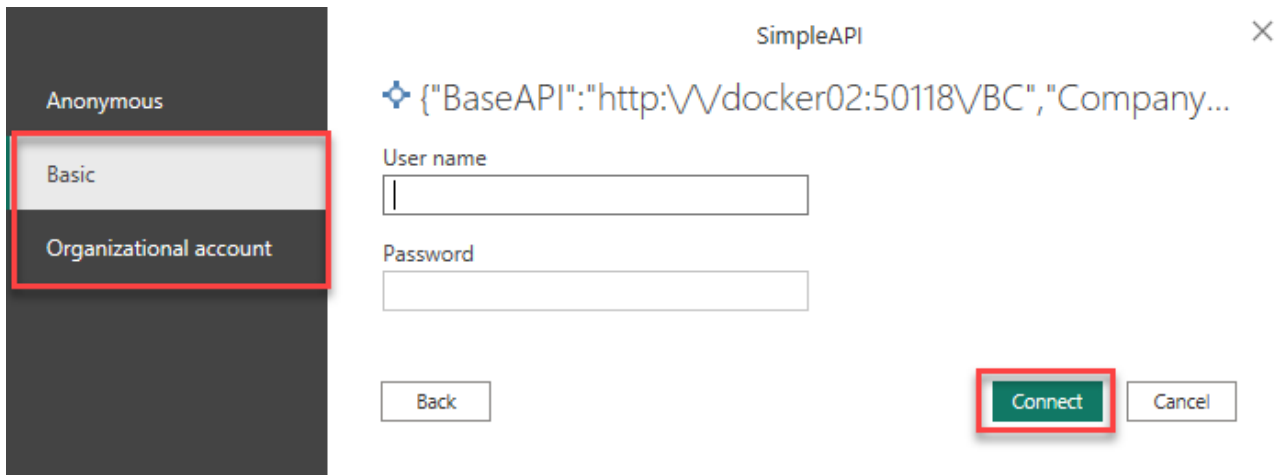 SimpleAPI
Anonymous
Basic
Organizational account
{"BaseAPI":"http:\/\/docker02:50118\/BC","Company...
User name
Password
Back
Connect
Cancel